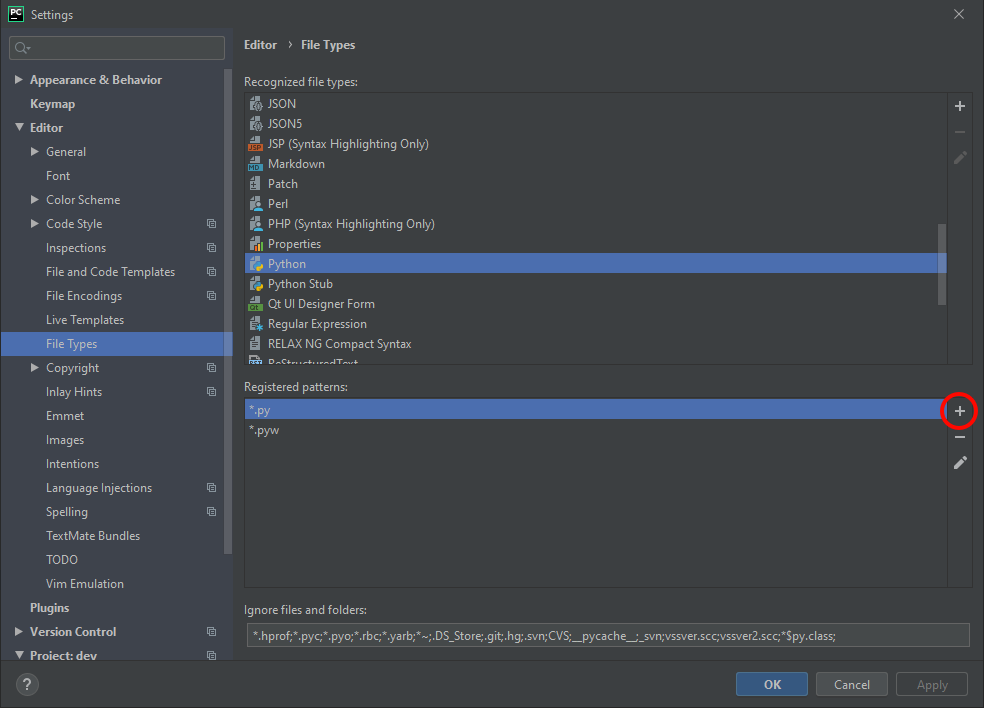 PC
Settings
Appearance & Behavior
Keymap
Editor
General
Font
Color Scheme
Code Style
Inspections
File and Code Templates
File Encodings
Live Templates
File Types
Copyright
Inlay Hints
Emmet
Images
Intentions
Language Injections
Spelling
TextMate Bundles
TODO
Vim Emulation
Plugins
Version Control
Project: dev
Editor › File Types
Recognized file types:
JSON
JSON5
JSP (Syntax Highlighting Only)
Markdown
Patch
Perl
PHP (Syntax Highlighting Only)
Properties
Python
Python Stub
Qt UI Designer Form
Regular Expression
RELAX NG Compact Syntax
ReStructuredText
Registered patterns:
*.py
*.pyw
Ignore files and folders:
*.hprof;*.pyc;*.pyo;*.rbc;*.yarb;*~;.DS_Store;.git;.hg;.svn;CVS;__pycache__;_svn;vssver.scc;vssver2.scc;*$py.class;
?
OK
Cancel
Apply